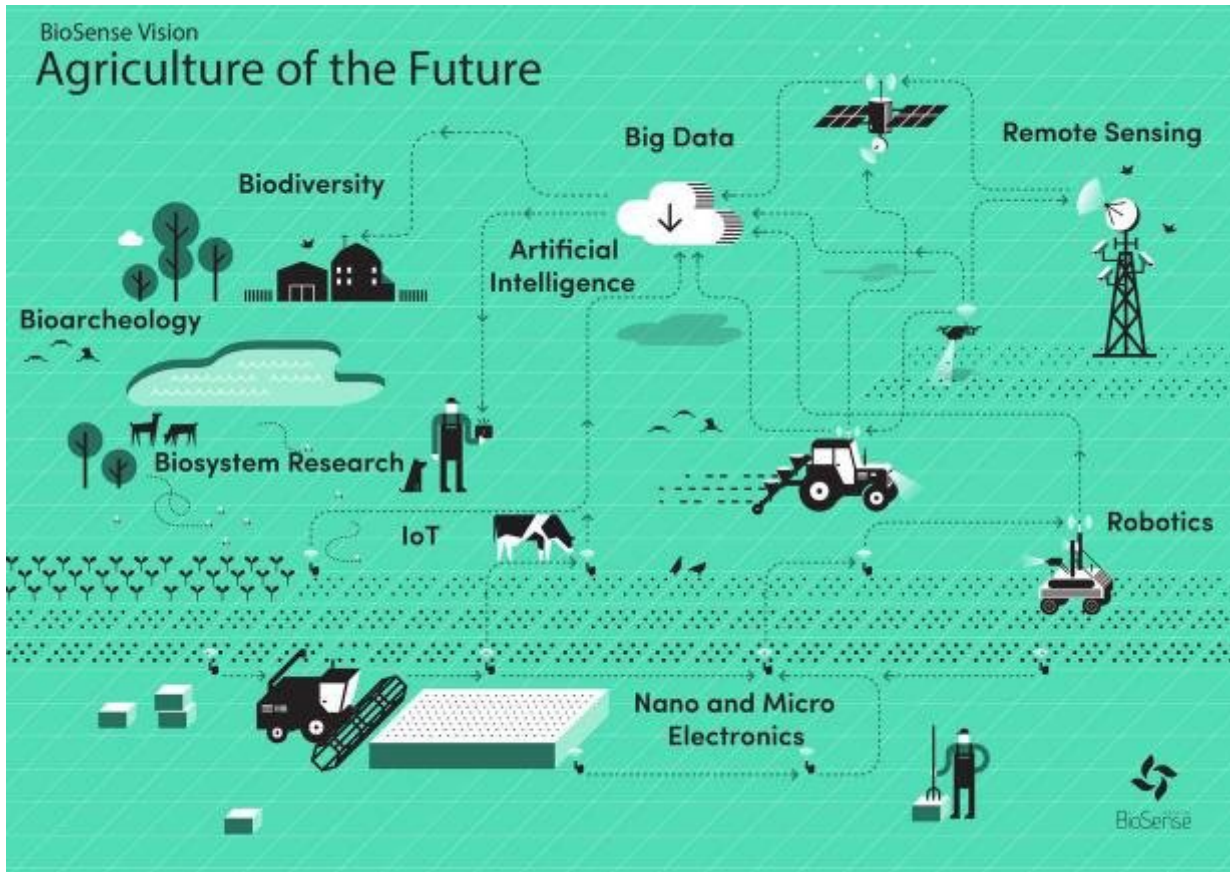 BioSense Vision
Agriculture of the Future
Big Data
Remote Sensing
Biodiversity
Artificial
Intelligence
Bioarcheology
Biosystem Research
IoT
Robotics
Nano and Micro
Electronics
BioSense